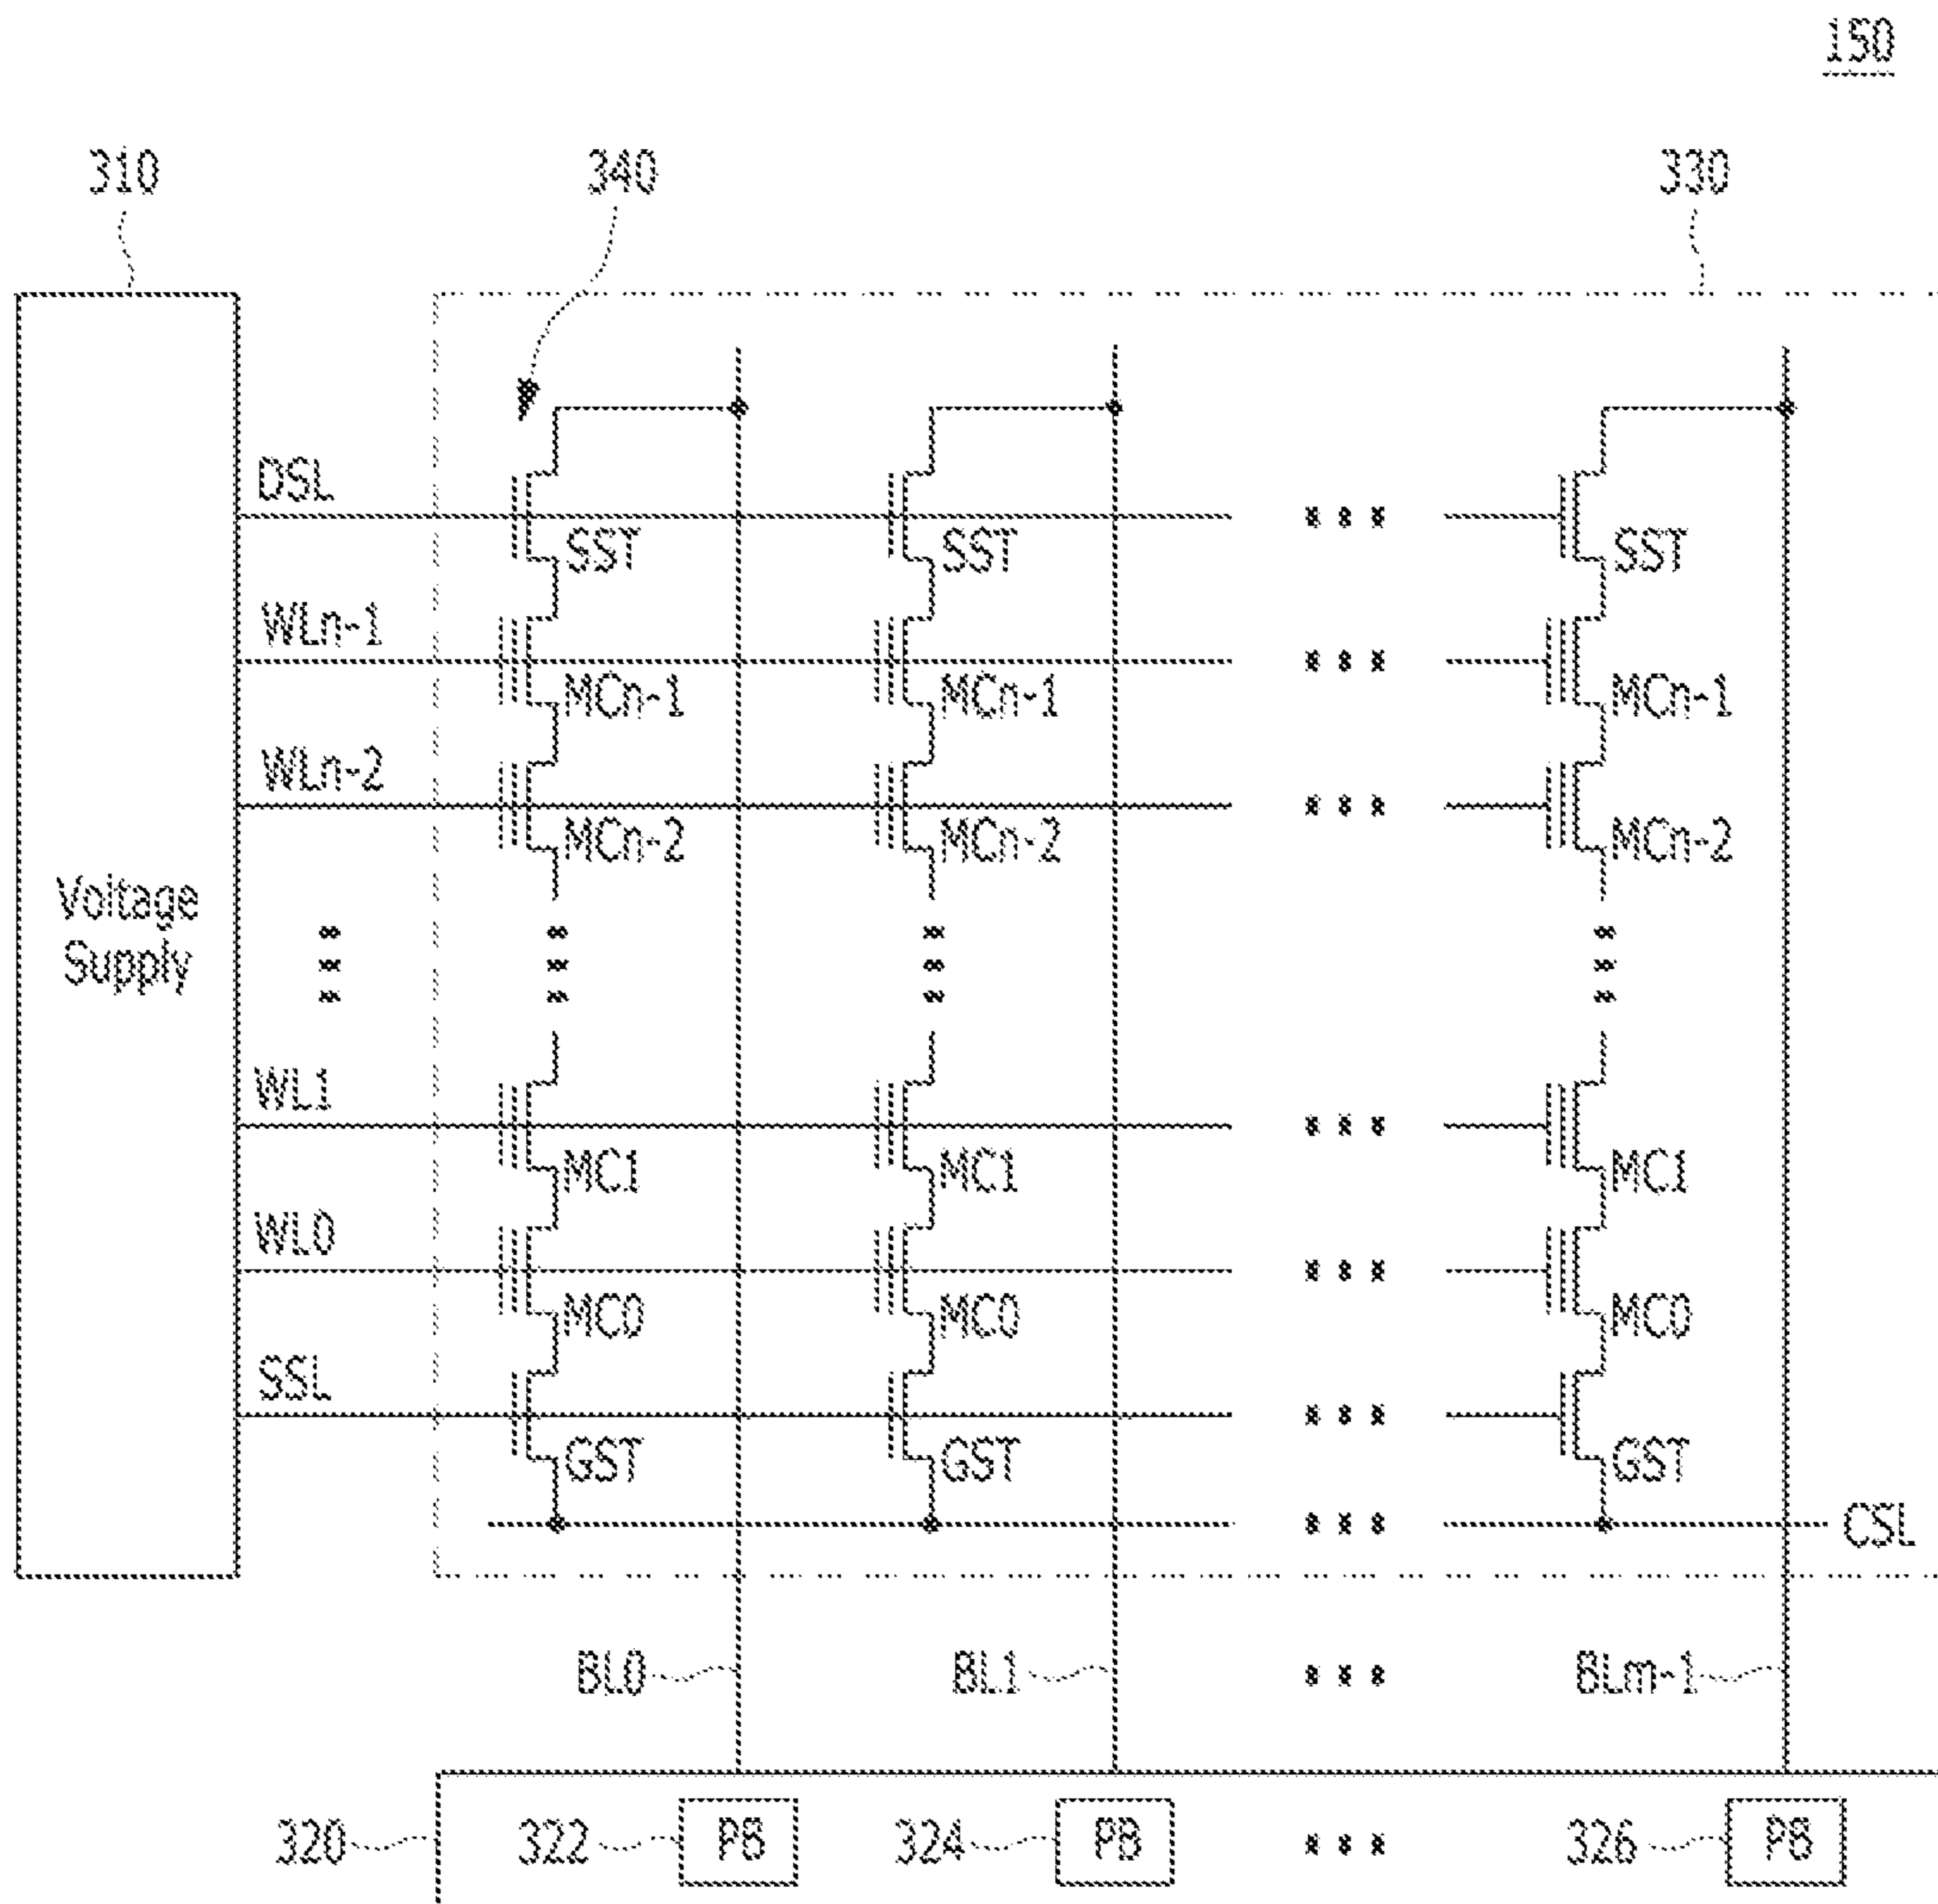 150
310 340 330
DSL
SST SST SST
WLn-1
MCn-1 MCn-1 MCn-1
WLn-2
MCn-2 MCn-2 MCn-2
Voltage
Supply
WL1
MC1 MC1 MC1
WL0
MC0 MC0 MC0
SSL
GST GST GST
CSL
BL0 BL1 BLm-1
320 322 PB 324 PB 326 PB